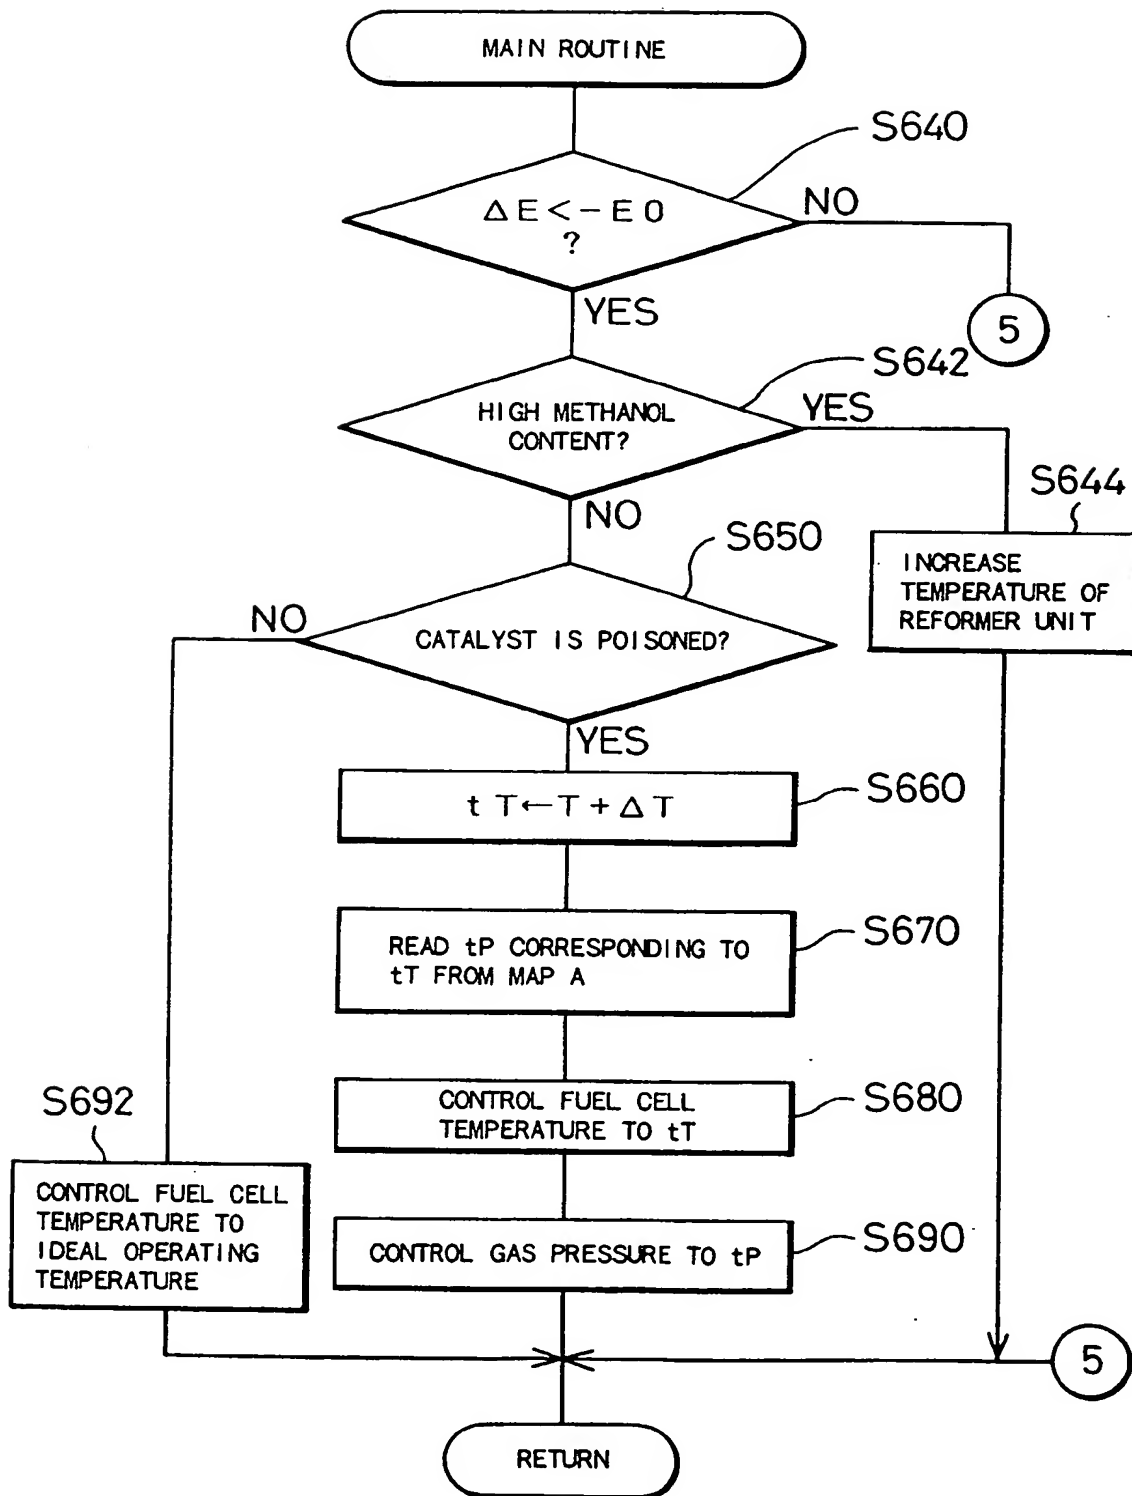 MAIN ROUTINE
S640
ΔE<-E0
?
NO
YES
5
S642
HIGH METHANOL
CONTENT?
YES
NO
S644
INCREASE
TEMPERATURE OF
REFORMER UNIT
S650
CATALYST IS POISONED?
NO
YES
S660
tT←T+ΔT
S670
READ tP CORRESPONDING TO
tT FROM MAP A
S680
CONTROL FUEL CELL
TEMPERATURE TO tT
S692
CONTROL FUEL CELL
TEMPERATURE TO
IDEAL OPERATING
TEMPERATURE
S690
CONTROL GAS PRESSURE TO tP
5
RETURN